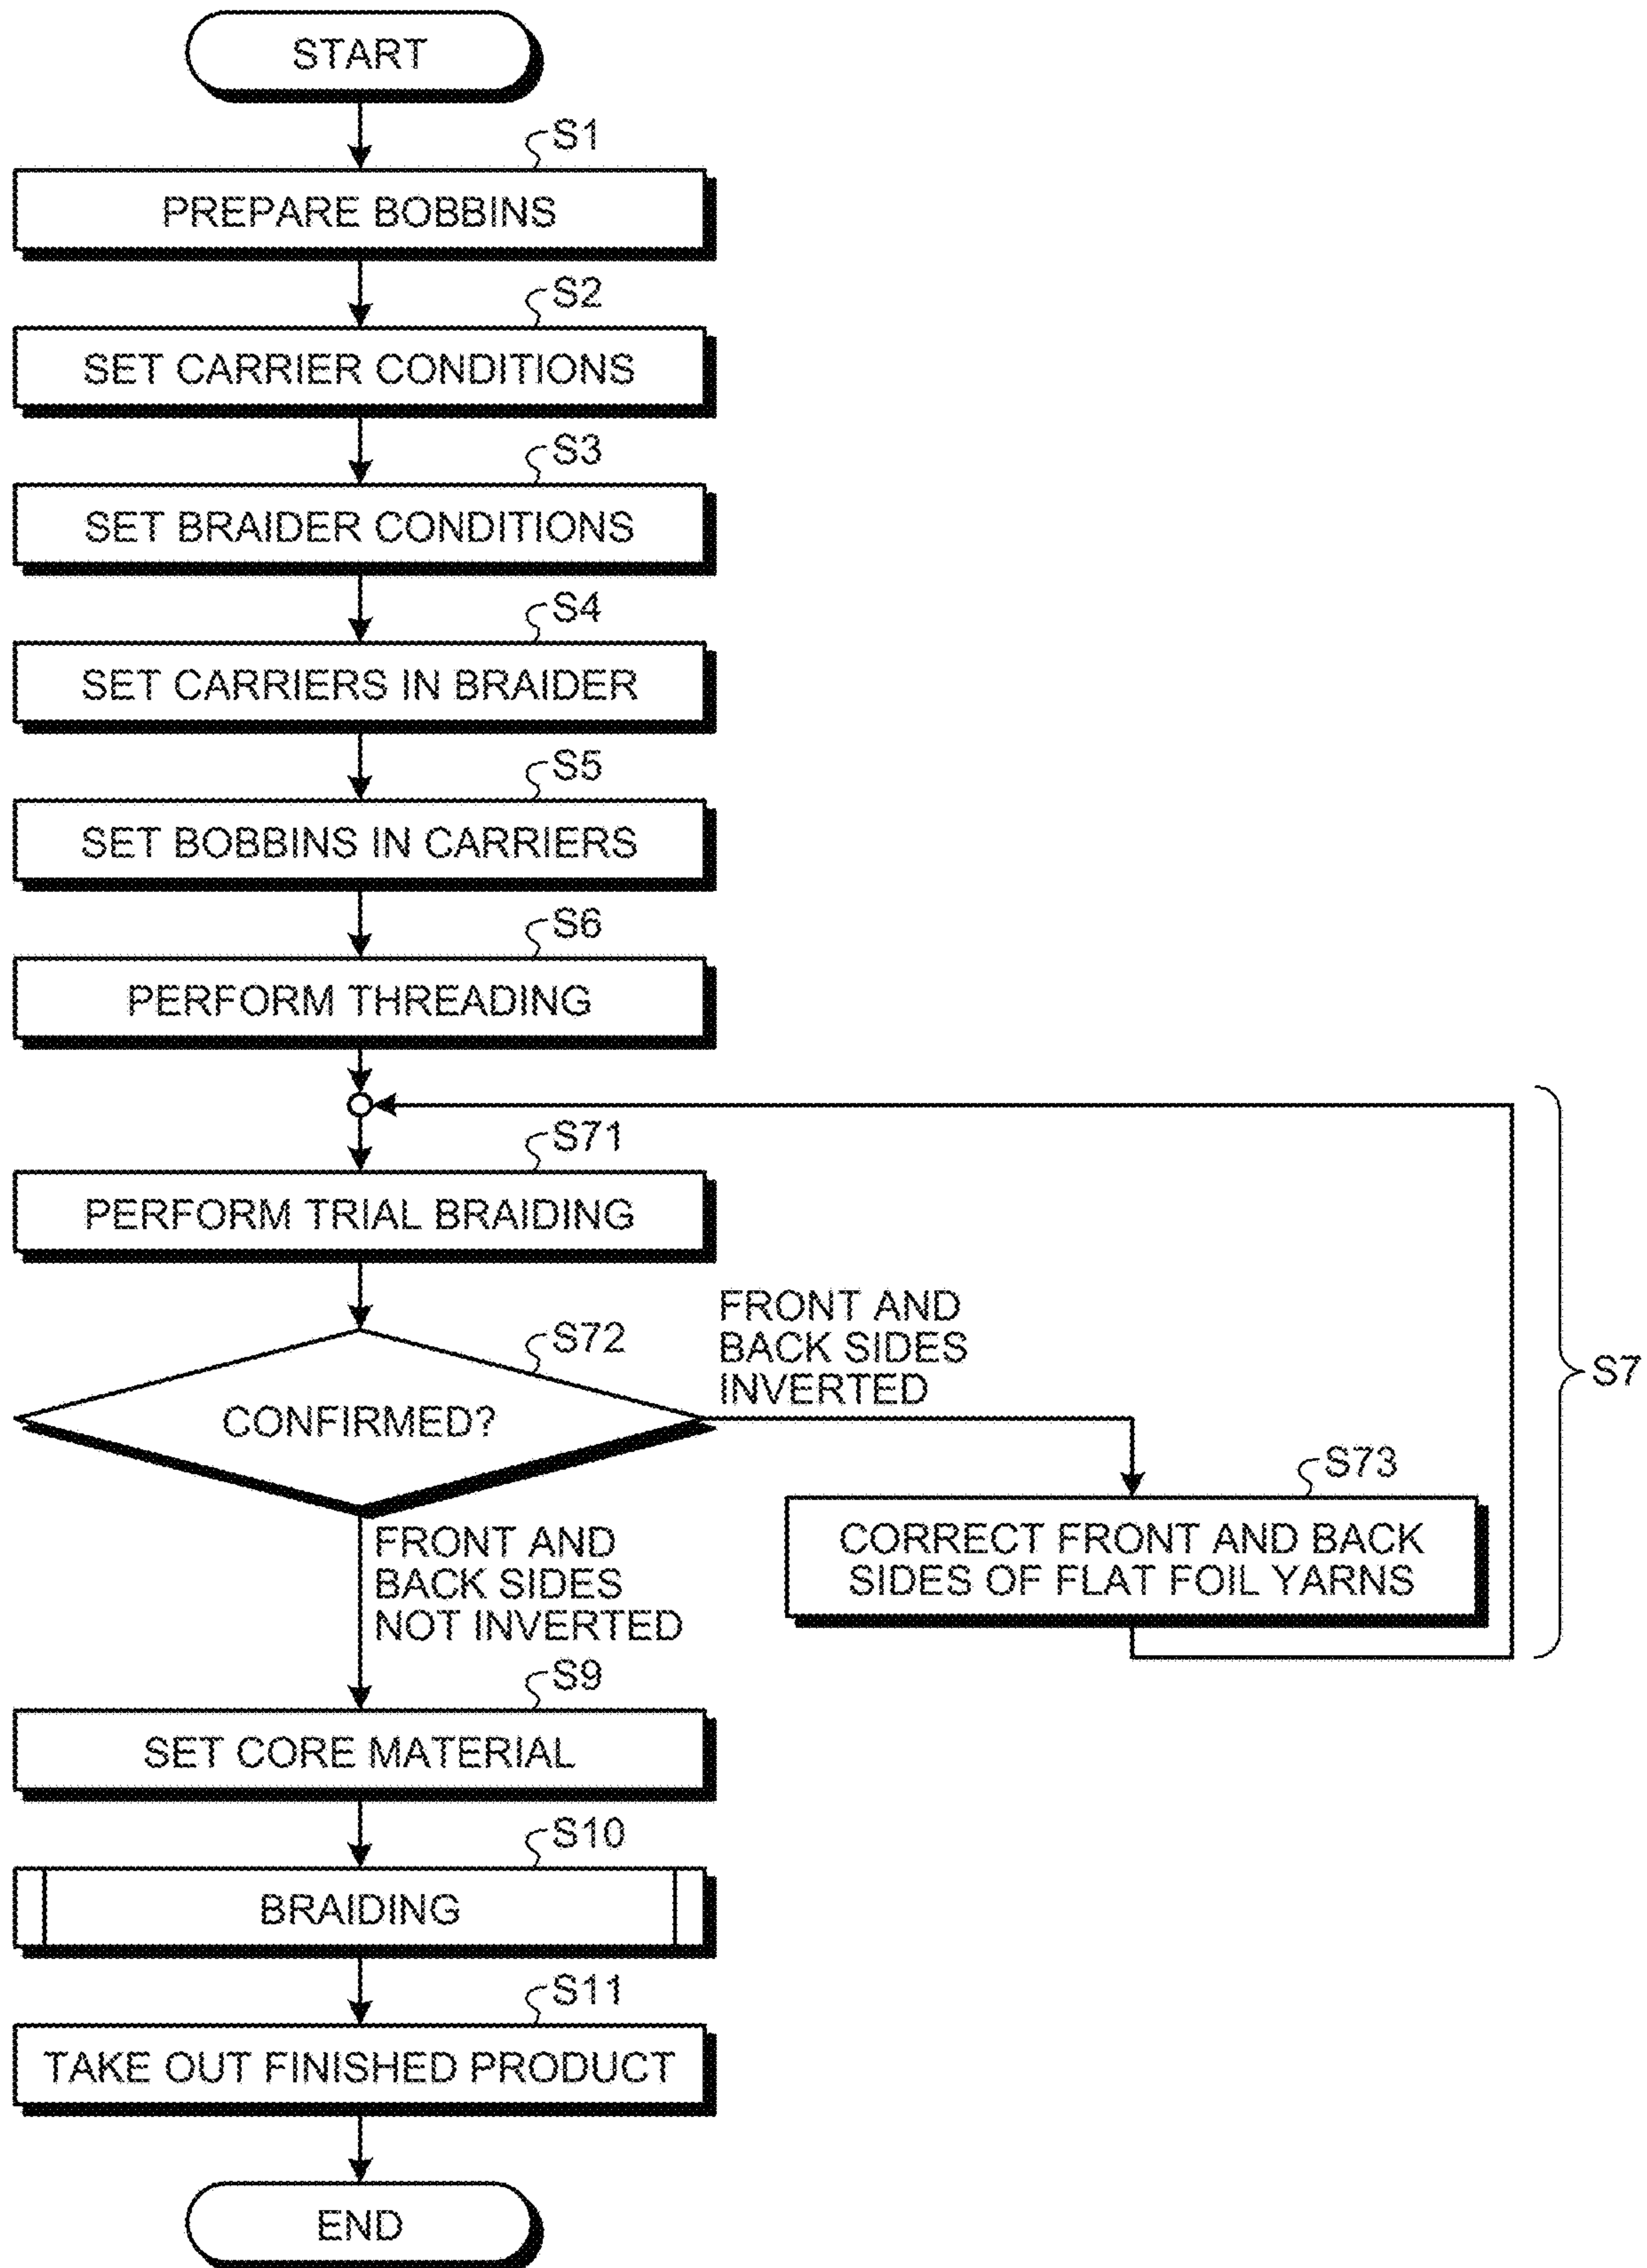 START
S1
PREPARE BOBBINS
S2
SET CARRIER CONDITIONS
S3
SET BRAIDER CONDITIONS
S4
SET CARRIERS IN BRAIDER
S5
SET BOBBINS IN CARRIERS
S6
PERFORM THREADING
S71
PERFORM TRIAL BRAIDING
S72
CONFIRMED?
FRONT AND
BACK SIDES
INVERTED
S7
S73
CORRECT FRONT AND BACK
SIDES OF FLAT FOIL YARNS
FRONT AND
BACK SIDES
NOT INVERTED
S9
SET CORE MATERIAL
S10
BRAIDING
S11
TAKE OUT FINISHED PRODUCT
END